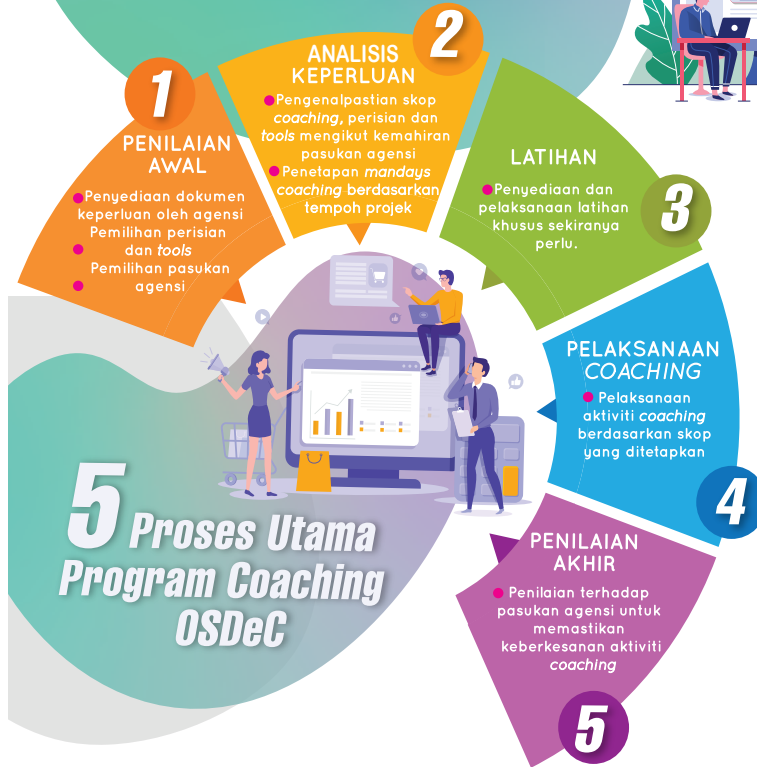 1
PENILAIAN
AWAL
Penyediaan dokumen
keperluan oleh agensi
Pemilihan perisian
dan tools
Pemilihan pasukan
agensi
2
ANALISIS
KEPERLUAN
Pengenalpastian skop
coaching, perisian dan
tools mengikut kemahiran
pasukan agensi
Penetapan mandays
coaching berdasarkan
tempoh projek
3
LATIHAN
Penyediaan dan
pelaksanaan latihan
khusus sekiranya
perlu.
4
PELAKSANAAN
COACHING
Pelaksanaan
aktiviti coaching
berdasarkan skop
yang ditetapkan
5
PENILAIAN
AKHIR
Penilaian terhadap
pasukan agensi untuk
memastikan
keberkesanan aktiviti
coaching
5 Proses Utama
Program Coaching
OSDeC